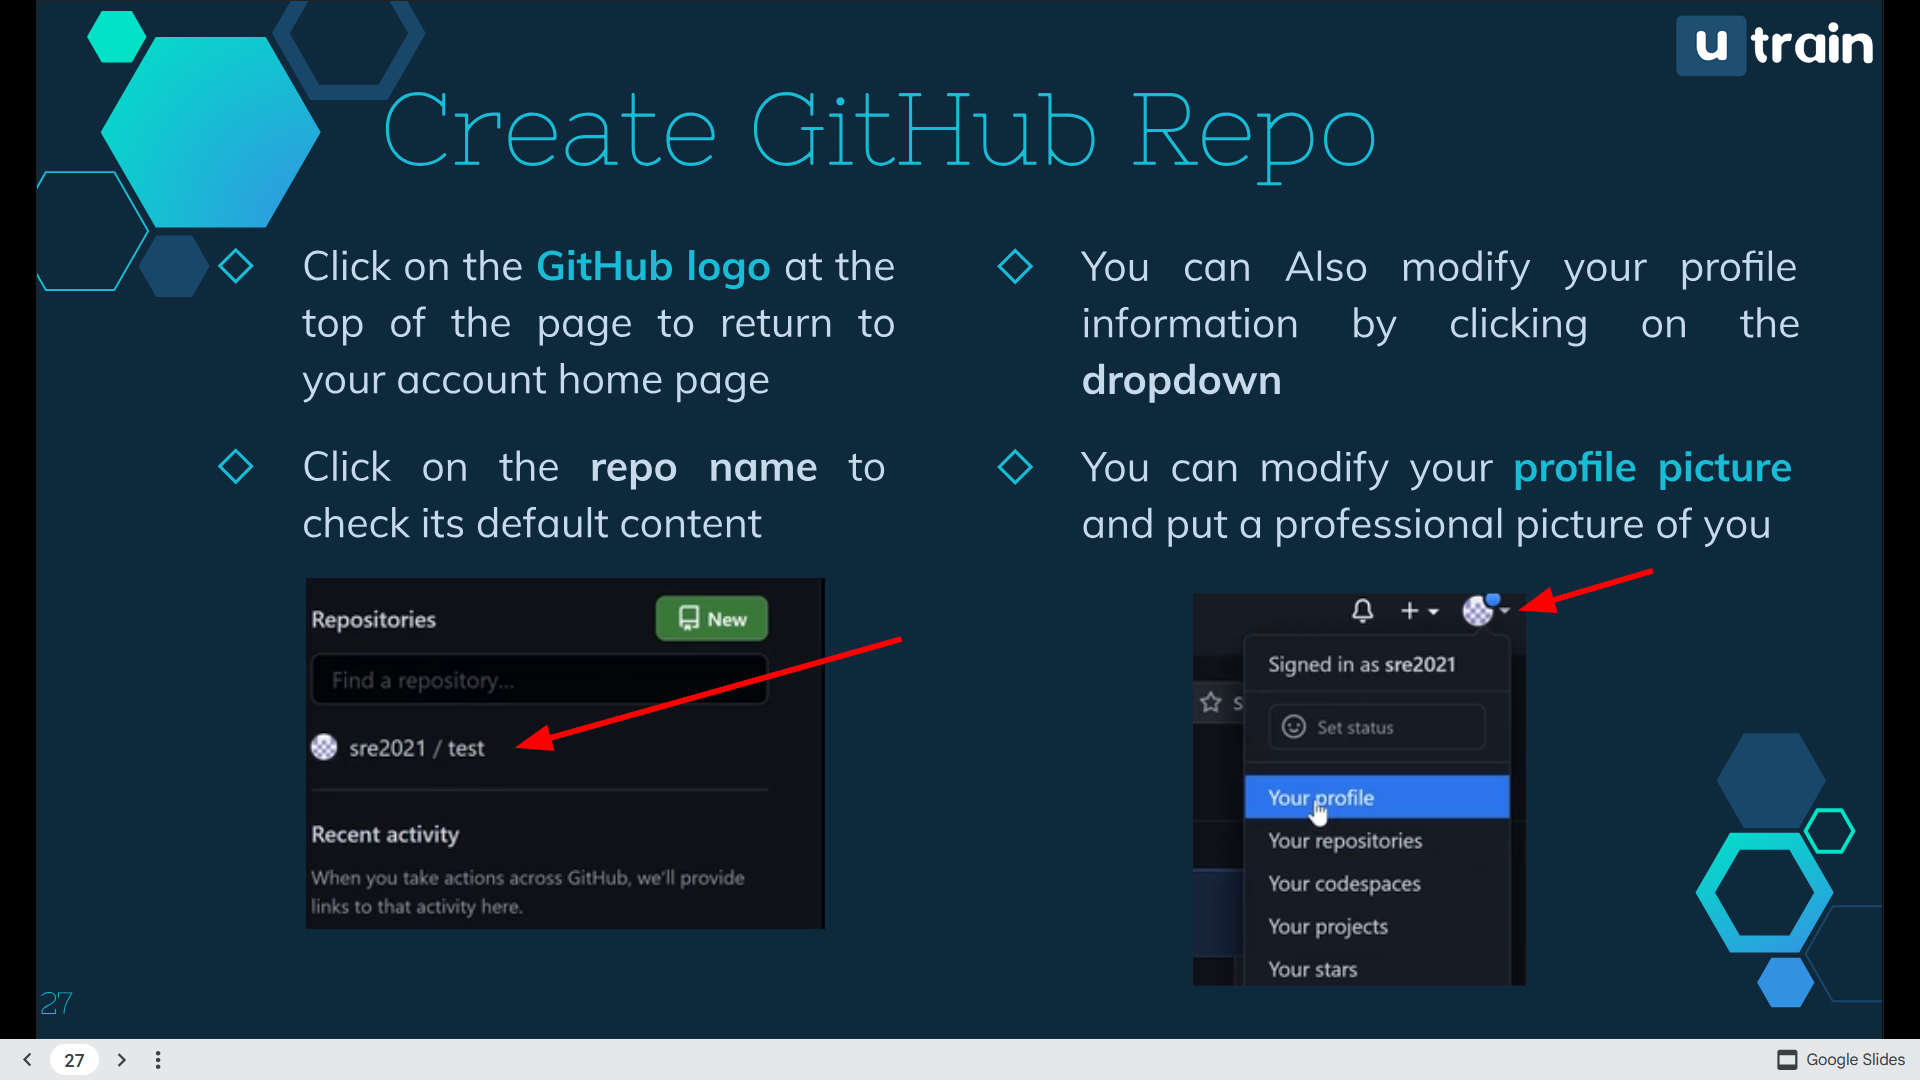 u train
Create GitHub Repo
Click on the GitHub logo at the
top of the page to return to
your account home page
Click on the repo name to
check its default content
You can Also modify your profile
information by clicking on the
dropdown
You can modify your profile picture
and put a professional picture of you
Repositories
New
Find a repository...
sre2021 / test
Recent activity
When you take actions across GitHub, we'll provide
links to that activity here.
Signed in as sre2021
S
Set status
Your profile
Your repositories
Your codespaces
Your projects
Your stars
27
27
Google Slides